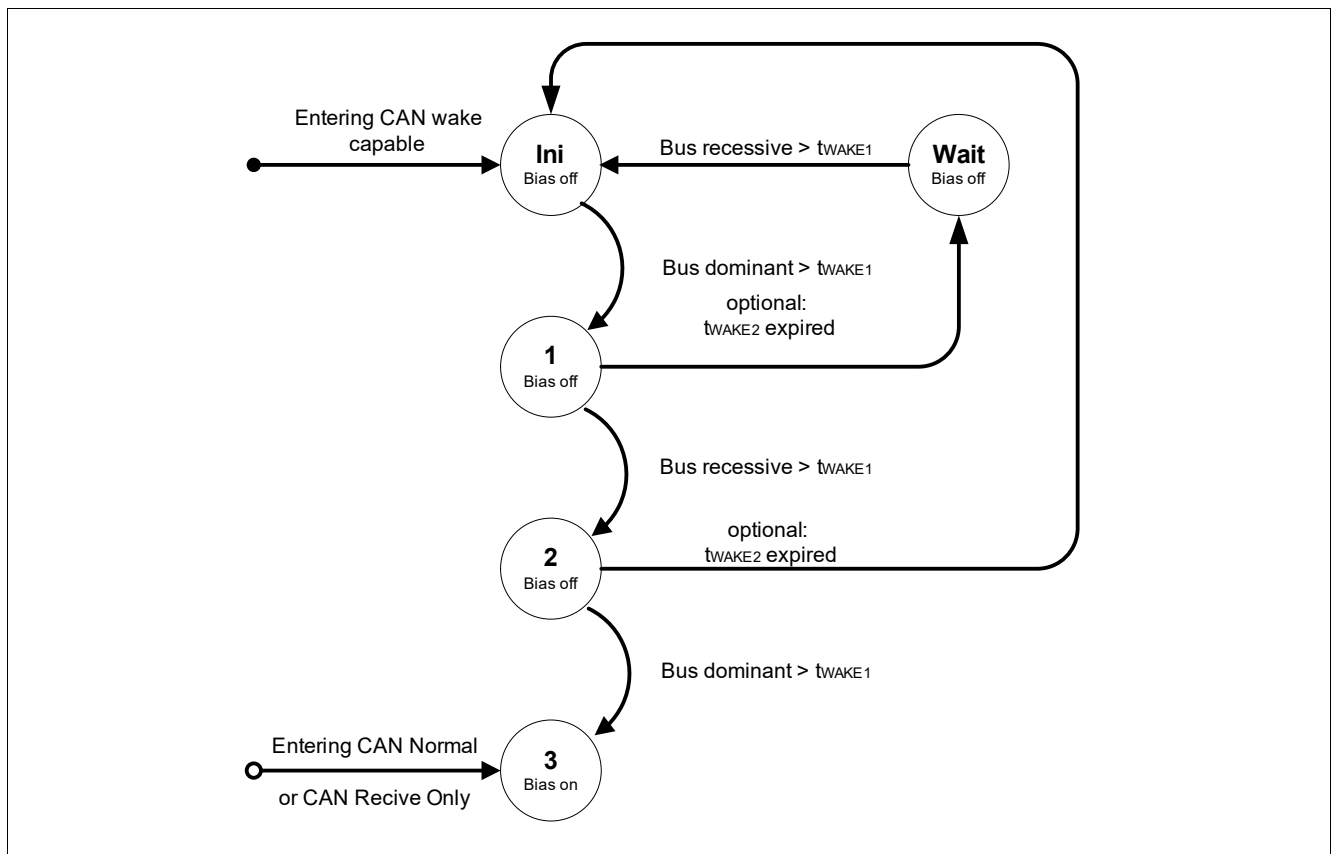 Entering CAN wake
capable
Ini
Bias off
Bus recessive > tWAKE1
Wait
Bias off
Bus dominant > tWAKE1
optional:
tWAKE2 expired
1
Bias off
Bus recessive > tWAKE1
optional:
tWAKE2 expired
2
Bias off
Bus dominant > tWAKE1
Entering CAN Normal
or CAN Recive Only
3
Bias on